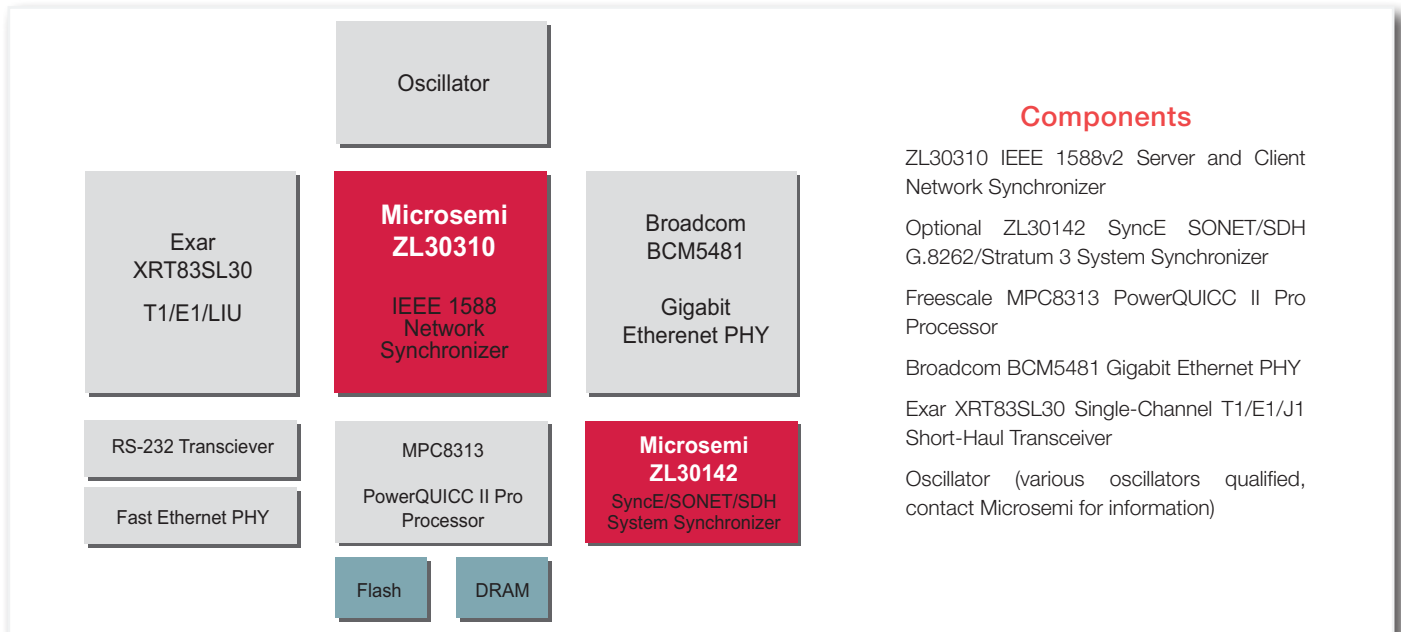 Oscillator
Exar
XRT83SL30
T1/E1/LIU
Microsemi
ZL30310
IEEE 1588
Network
Synchronizer
Broadcom
BCM5481
Gigabit
Etherenet PHY
RS-232 Transciever
Fast Ethernet PHY
MPC8313
PowerQUICC II Pro
Processor
Microsemi
ZL30142
SyncE/SONET/SDH
System Synchronizer
Flash
DRAM
Components
ZL30310 IEEE 1588v2 Server and Client
Network Synchronizer
Optional ZL30142 SyncE SONET/SDH
G.8262/Stratum 3 System Synchronizer
Freescale MPC8313 PowerQUICC II Pro
Processor
Broadcom BCM5481 Gigabit Ethernet PHY
Exar XRT83SL30 Single-Channel T1/E1/J1
Short-Haul Transceiver
Oscillator (various oscillators qualified,
contact Microsemi for information)